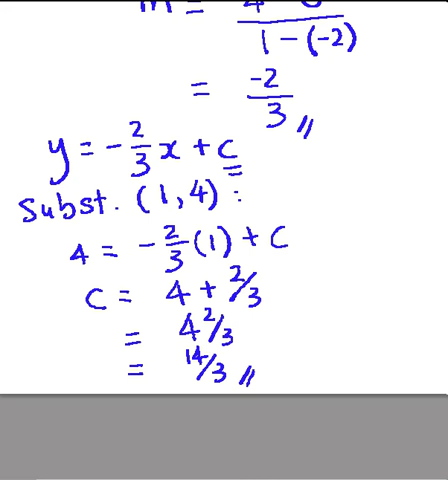 1 - (-2)
= -2/3 //
y = -2/3 x + c
Subst. (1, 4) :
4 = -2/3 (1) + C
C = 4 + 2/3
= 4 2/3
= 14/3 //